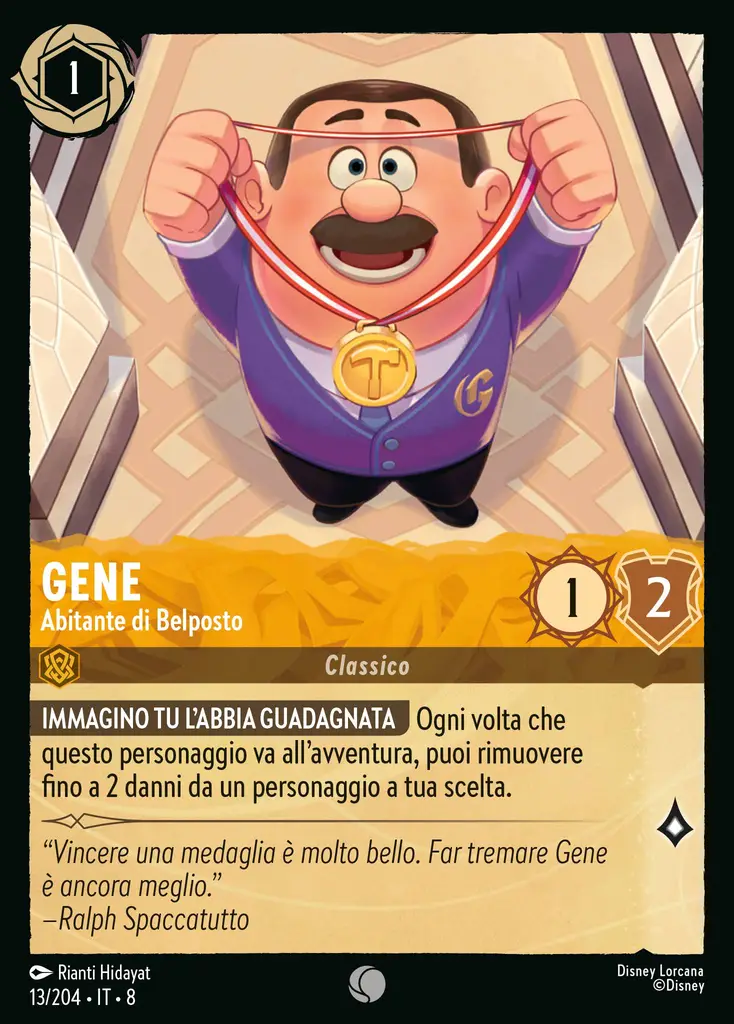 1
G
GENE
Abitante di Belposto
1
2
Classico
IMMAGINO TU L'ABBIA GUADAGNATA Ogni volta che
questo personaggio va all'avventura, puoi rimuovere
fino a 2 danni da un personaggio a tua scelta.
“Vincere una medaglia è molto bello. Far tremare Gene
è ancora meglio.”
–Ralph Spaccatutto
Rianti Hidayat
13/204 • IT • 8
Disney Lorcana
©Disney